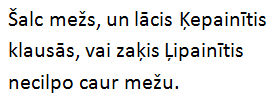 Šalc mežs, un lācis Ķepainītis
klausās, vai zaķis Ļipainītis
necilpo caur mežu.